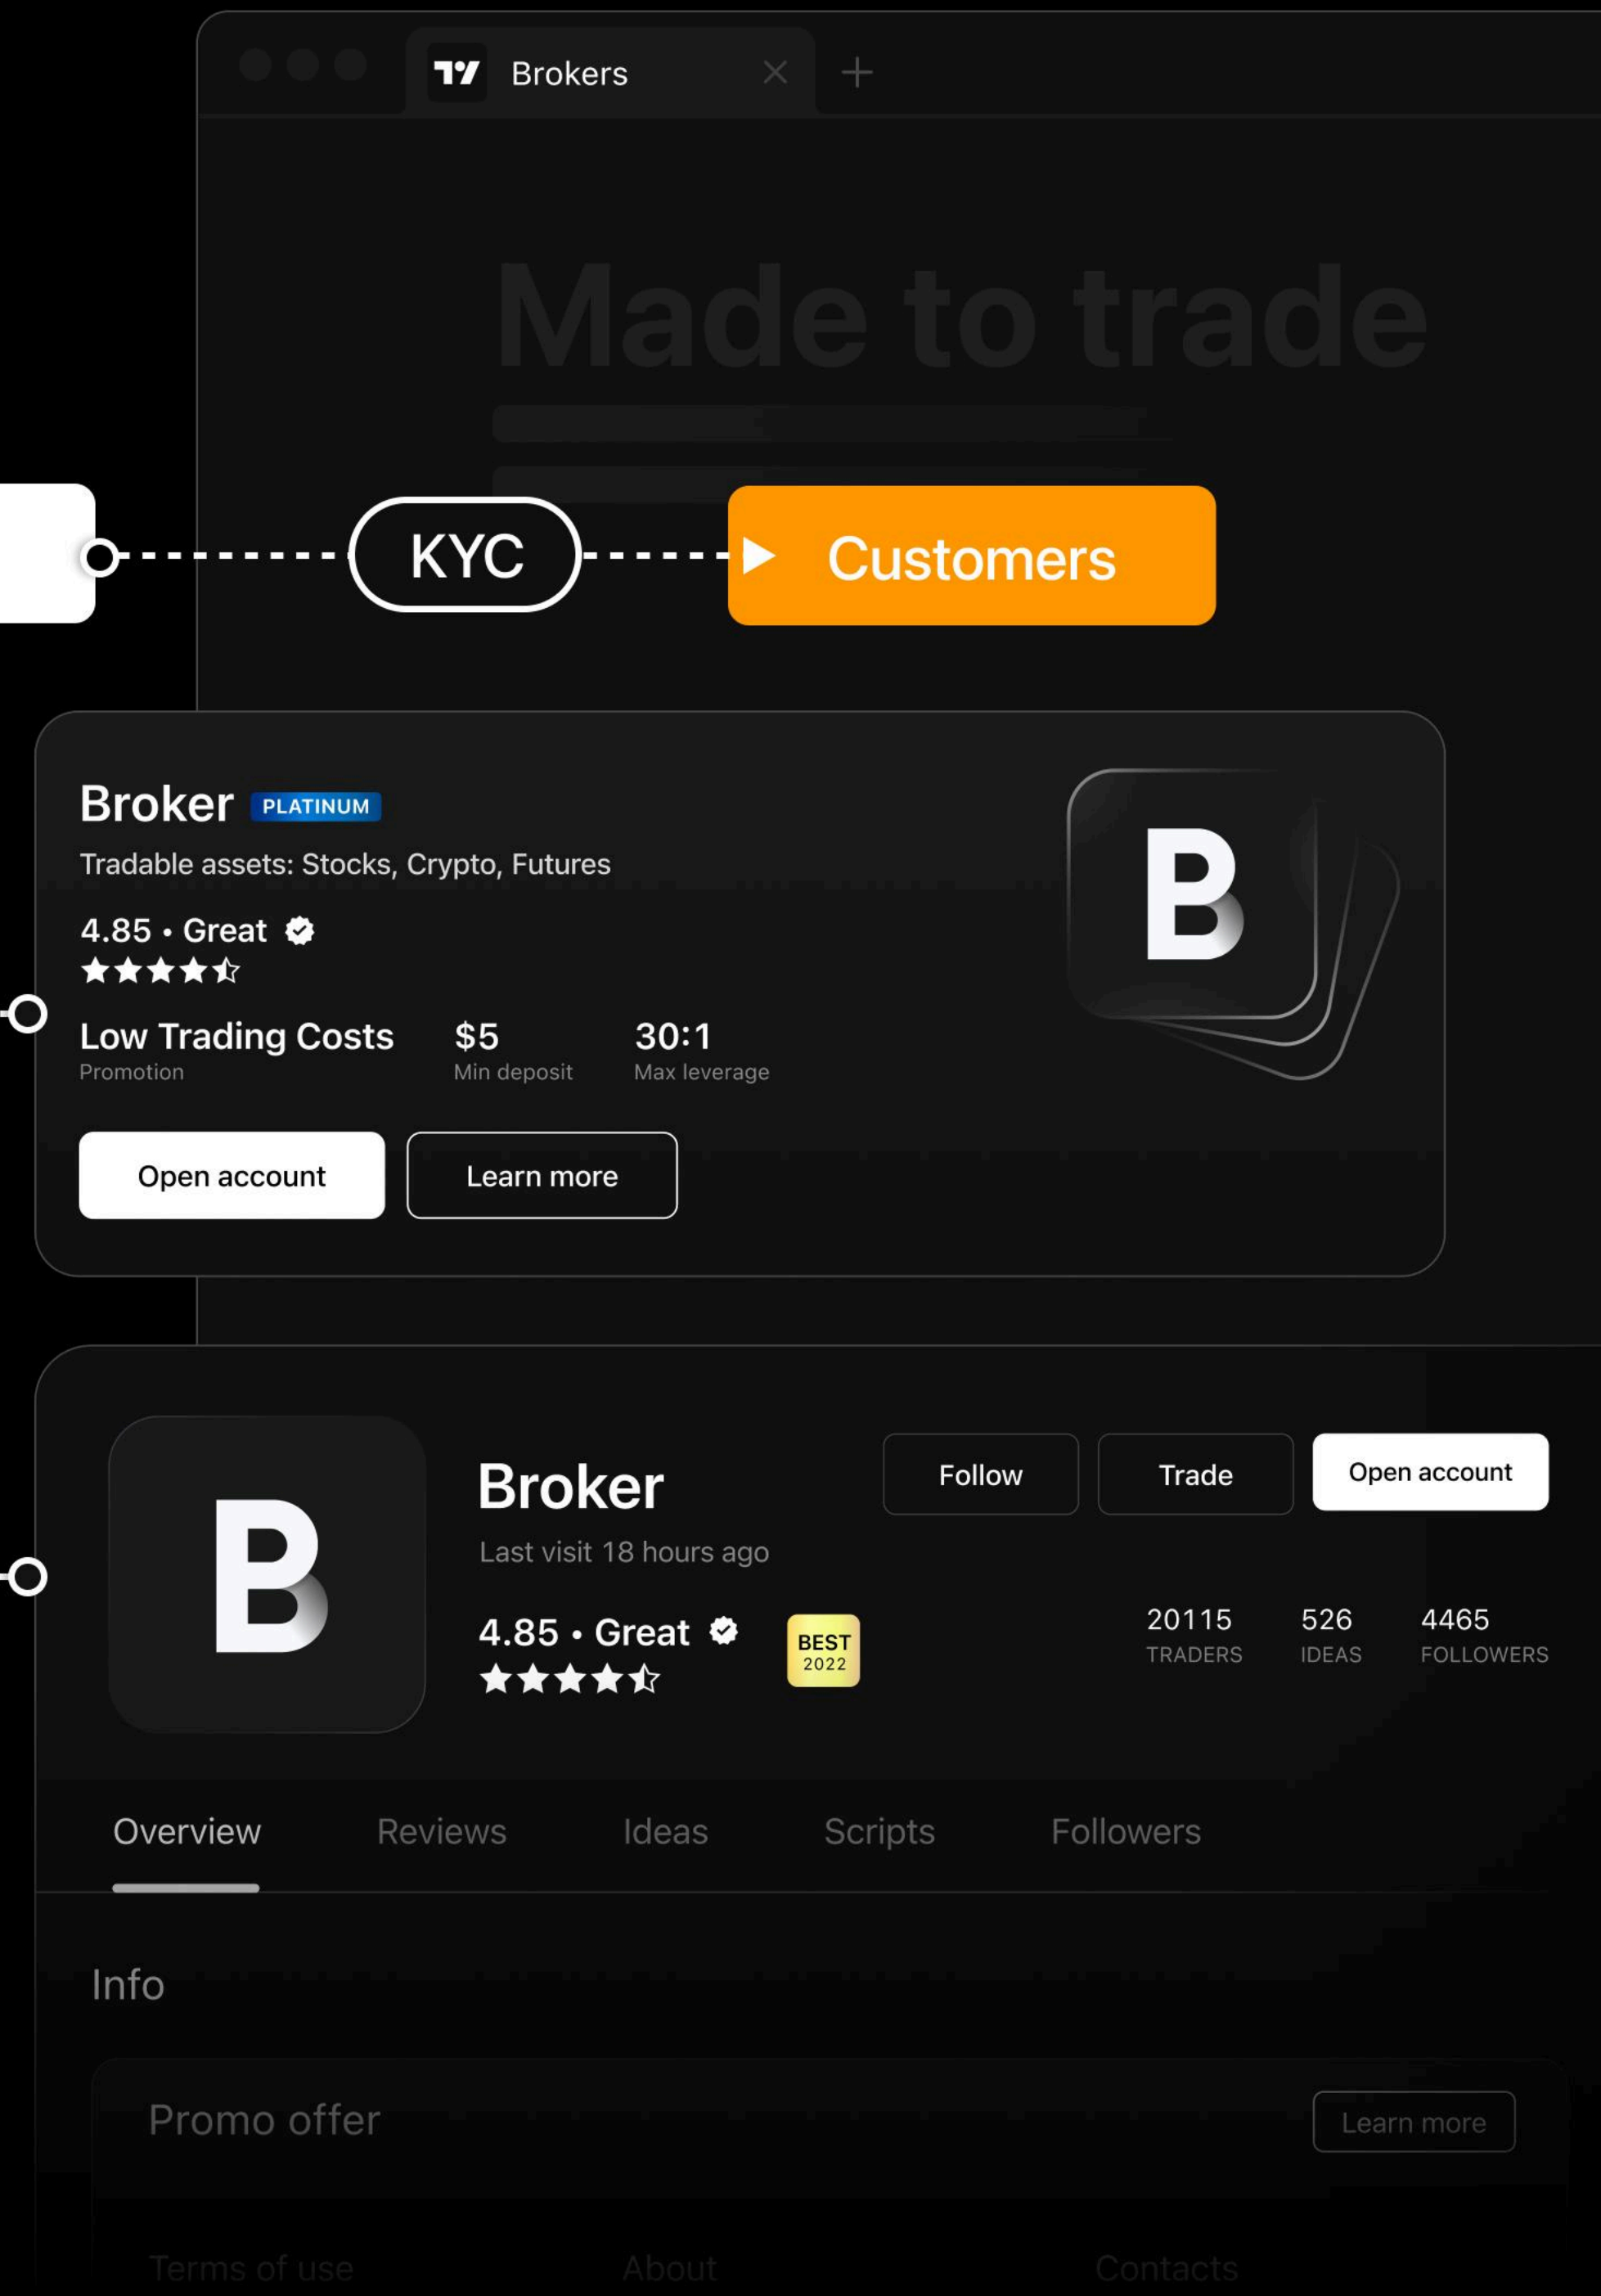 Brokers
Made to trade
KYC
Customers
Broker PLATINUM
Tradable assets: Stocks, Crypto, Futures
4.85 • Great
Low Trading Costs $5 30:1
Promotion Min deposit Max leverage
Open account Learn more
Broker Follow Trade Open account
Last visit 18 hours ago
4.85 • Great
BEST
2022
20115 526 4465
TRADERS IDEAS FOLLOWERS
Overview Reviews Ideas Scripts Followers
Info
Promo offer Learn more
Terms of use About Contacts